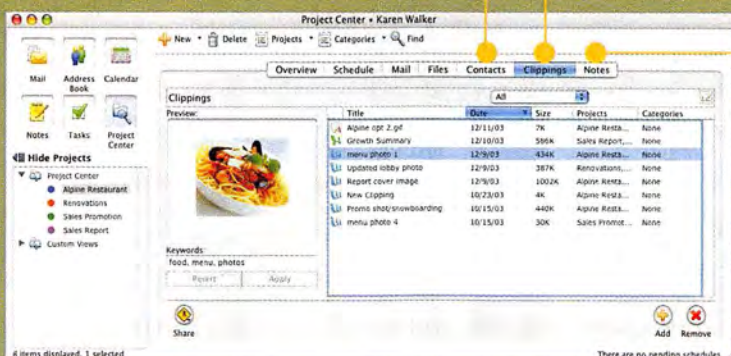 Project Center • Karen Walker
New Delete Projects Categories Find
Mail Address Book Calendar
Notes Tasks Project Center
Hide Projects
Project Center
Alpine Restaurant
Renovations
Sales Promotion
Sales Report
Custom Views
Overview Schedule Mail Files Contacts Clippings Notes
Clippings All
Preview:
Keywords:
food, menu, photos
Revert Apply
Title Date Size Projects Categories
Alpine opt 2.gif 12/11/03 7K Alpine Resta... None
Growth Summary 12/10/03 566K Sales Report,... None
menu photo 1 12/9/03 434K Alpine Resta... None
Updated lobby photo 12/9/03 387K Renovations,... None
Report cover image 12/9/03 1002K Alpine Resta... None
New Clipping 10/23/03 4K Alpine Resta... None
Promo shot/snowboarding 10/15/03 440K Alpine Resta... None
menu photo 4 10/15/03 30K Sales Promot... None
Share Add Remove
items displayed, 1 selected There are no pending schedules